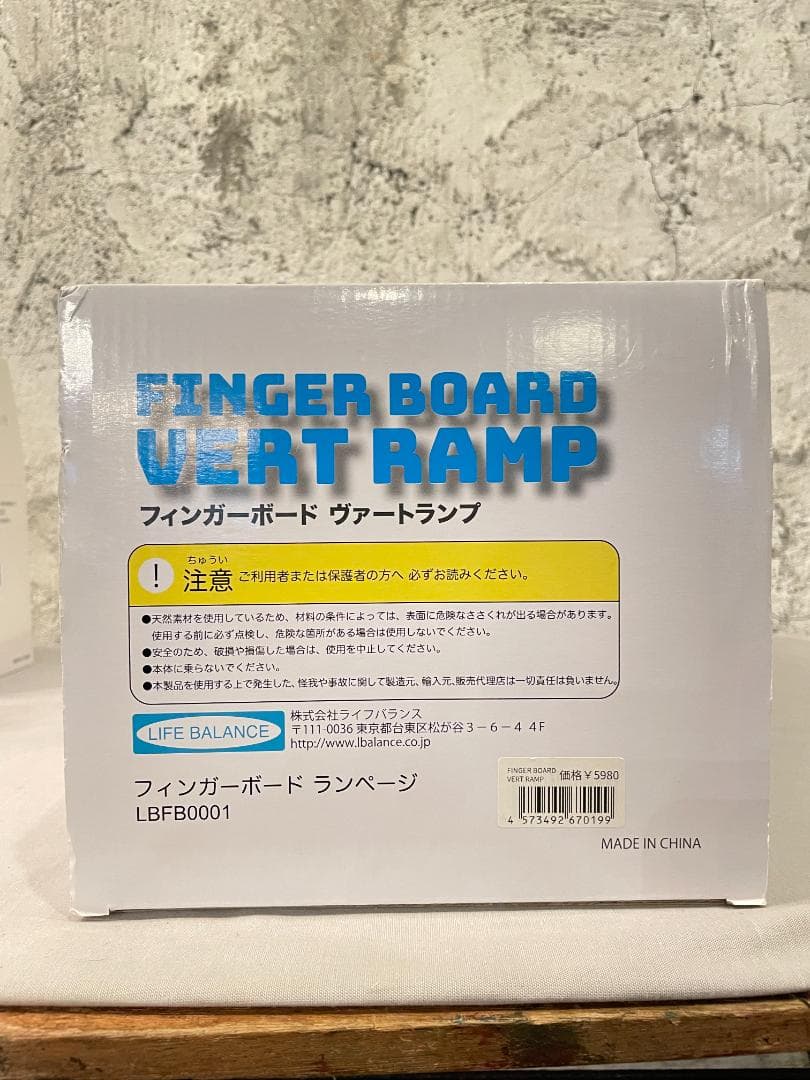 FINGER BOARD
VERT RAMP
フィンガーボード ヴァートランプ
ちゅうい
! 注意 ご利用者または保護者の方へ 必ずお読みください。
●天然素材を使用しているため、材料の条件によっては、表面に危険なささくれが出る場合があります。
使用する前に必ず点検し、危険な箇所がある場合は使用しないでください。
●安全のため、破損や損傷した場合は、使用を中止してください。
●本体に乗らないでください。
●本製品を使用する上で発生した、怪我や事故に関して製造元、輸入元、販売代理店は一切責任は負いません。
LIFE BALANCE
株式会社ライフバランス
〒111-0036 東京都台東区松が谷3-6-4 4F
http://www.lbalance.co.jp
フィンガーボード ランページ
LBFB0001
FINGER BOARD
VERT RAMP 価格¥5980
4 573492 670199
MADE IN CHINA